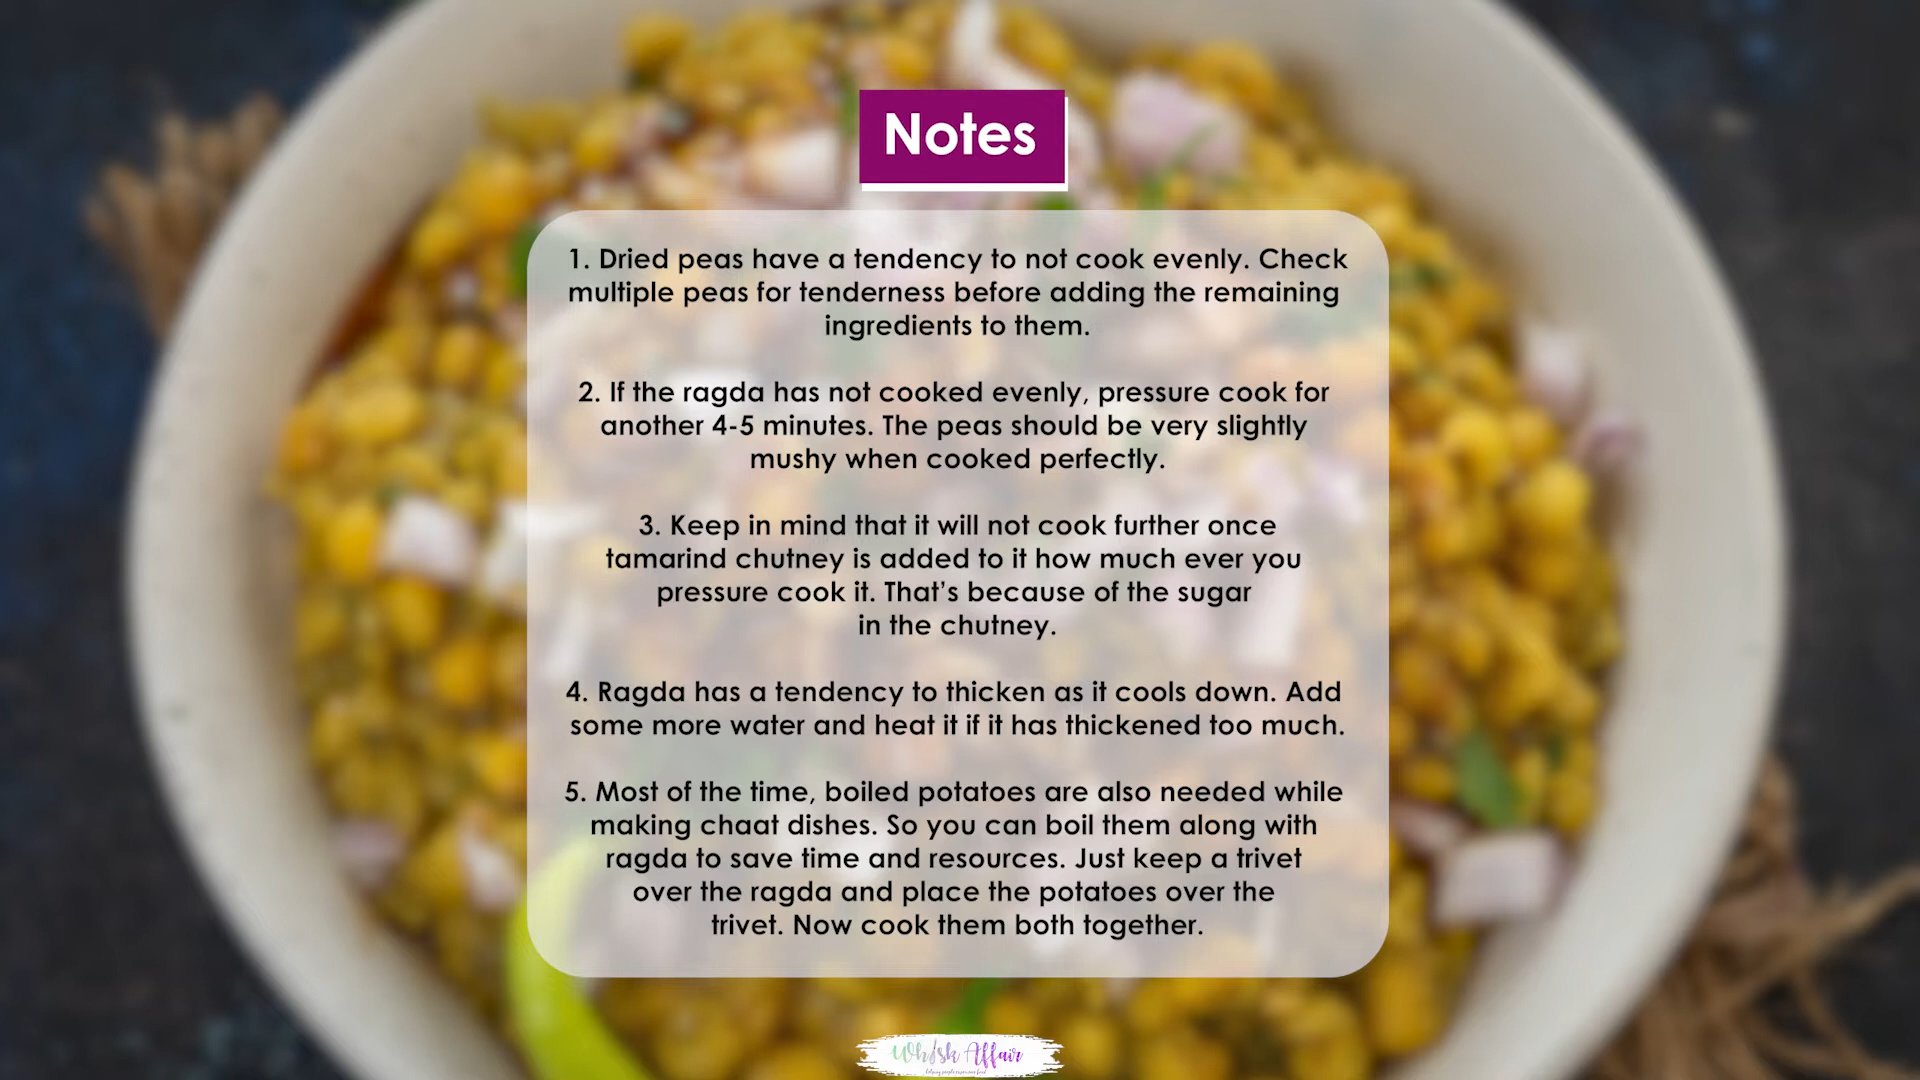 Notes
1. Dried peas have a tendency to not cook evenly. Check
multiple peas for tenderness before adding the remaining
ingredients to them.
2. If the ragda has not cooked evenly, pressure cook for
another 4-5 minutes. The peas should be very slightly
mushy when cooked perfectly.
3. Keep in mind that it will not cook further once
tamarind chutney is added to it how much ever you
pressure cook it. That’s because of the sugar
in the chutney.
4. Ragda has a tendency to thicken as it cools down. Add
some more water and heat it if it has thickened too much.
5. Most of the time, boiled potatoes are also needed while
making chaat dishes. So you can boil them along with
ragda to save time and resources. Just keep a trivet
over the ragda and place the potatoes over the
trivet. Now cook them both together.
Whisk Affair